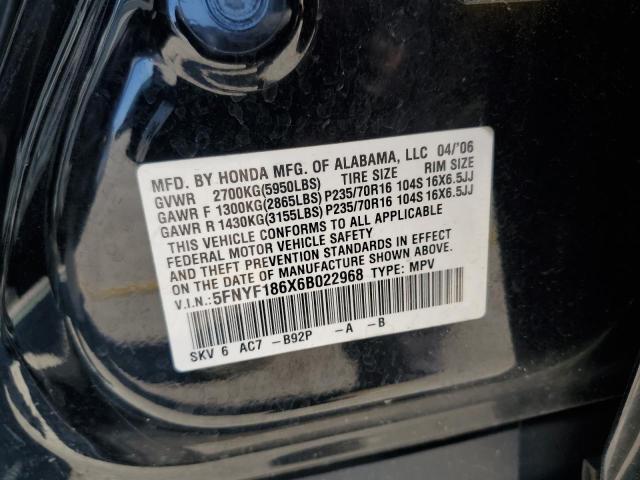 MFD. BY HONDA MFG. OF ALABAMA, LLC 04/'06
GVWR 2700KG(5950LBS) TIRE SIZE RIM SIZE
GAWR F 1300KG(2865LBS) P235/70R16 104S 16X6.5JJ
GAWR R 1430KG(3155LBS) P235/70R16 104S 16X6.5JJ
THIS VEHICLE CONFORMS TO ALL APPLICABLE
FEDERAL MOTOR VEHICLE SAFETY
AND THEFT PREVENTION STANDARDS IN EFFECT
ON THE DATE OF MANUFACTURE SHOWN ABOVE.
V.I.N.:5FNYF186X6B022968 TYPE: MPV
SKV 6 AC7 -B92P -A -B